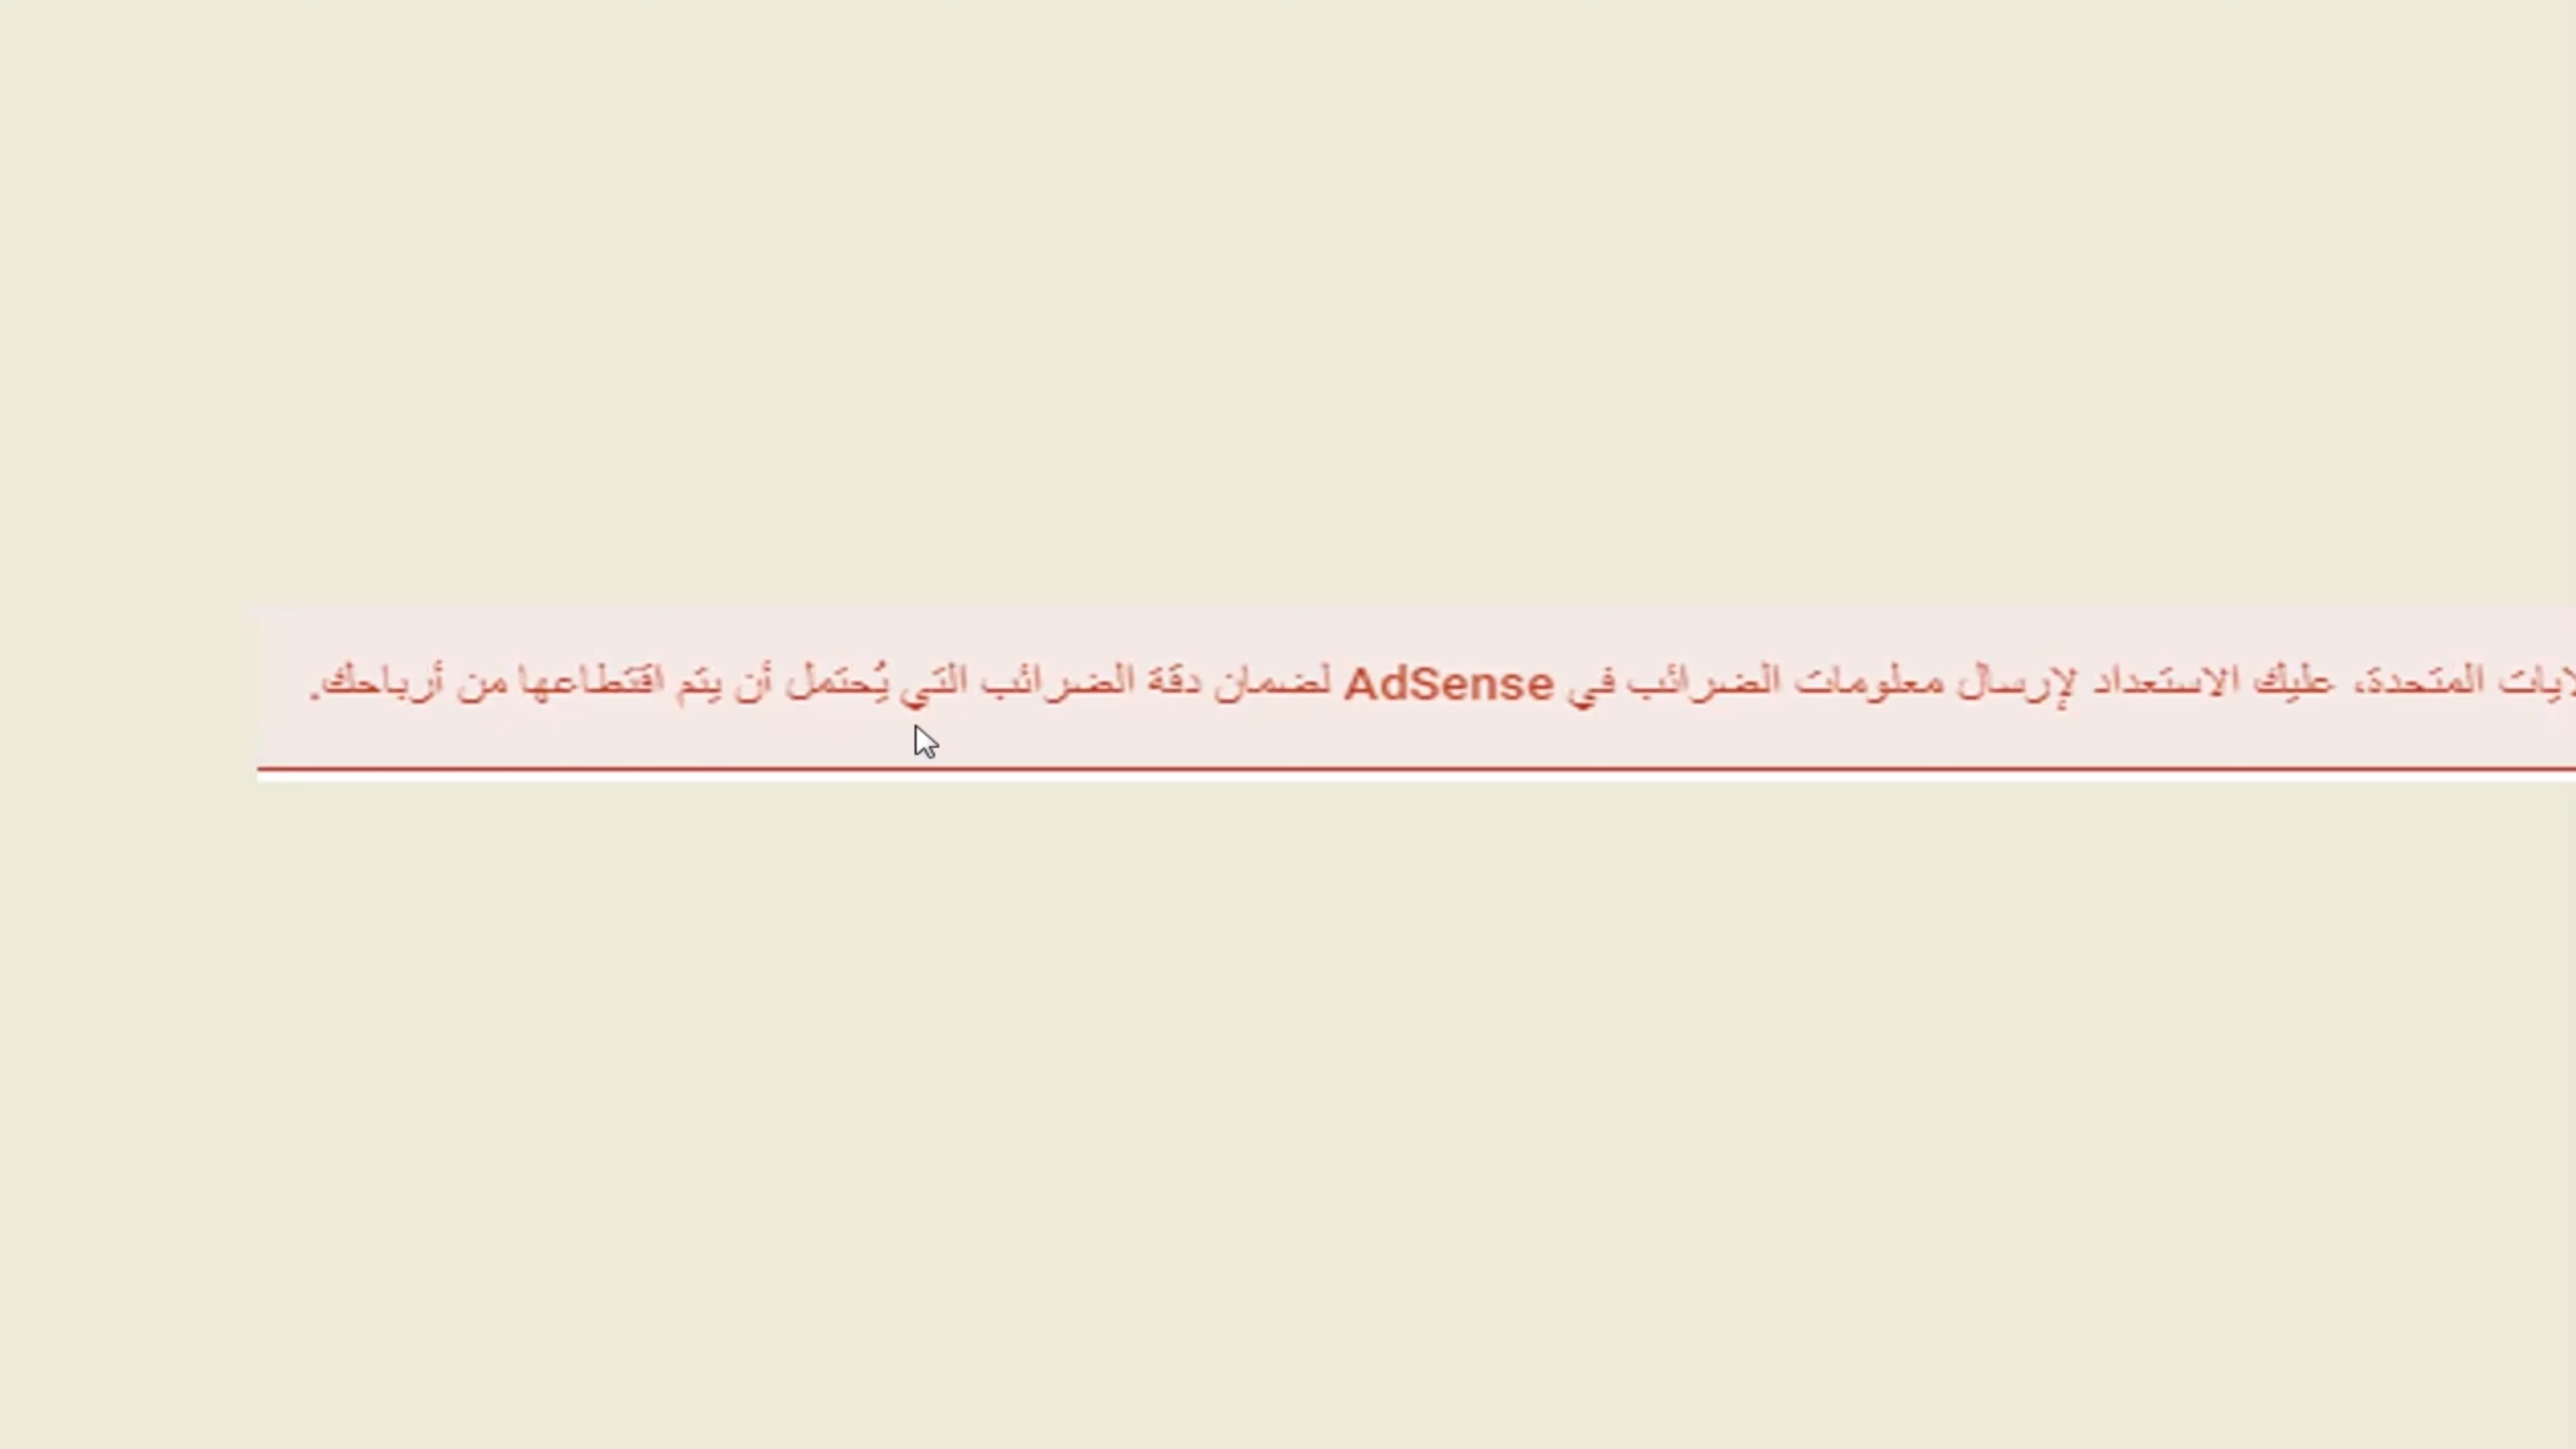 المتحدة، عليك الاستعداد لإرسال معلومات الضرائب في AdSense لضمان دقة الضرائب التي يُحتمل أن يتم اقتطاعها من أرباحك.